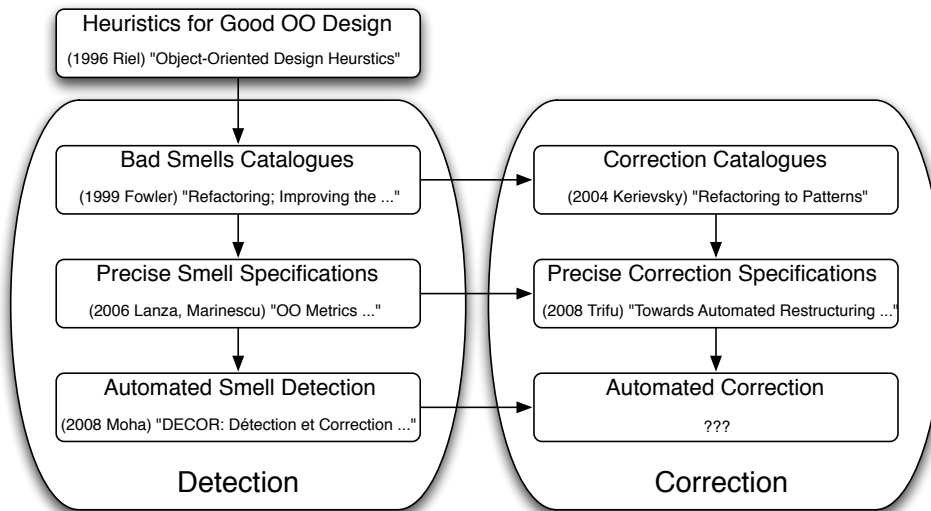 Heuristics for Good OO Design
(1996 Riel) "Object-Oriented Design Heurstics"
Bad Smells Catalogues
(1999 Fowler) "Refactoring; Improving the ..."
Precise Smell Specifications
(2006 Lanza, Marinescu) "OO Metrics ..."
Automated Smell Detection
(2008 Moha) "DECOR: Détection et Correction ..."
Detection
Correction Catalogues
(2004 Kerievsky) "Refactoring to Patterns"
Precise Correction Specifications
(2008 Trifu) "Towards Automated Restructuring ..."
Automated Correction
???
Correction